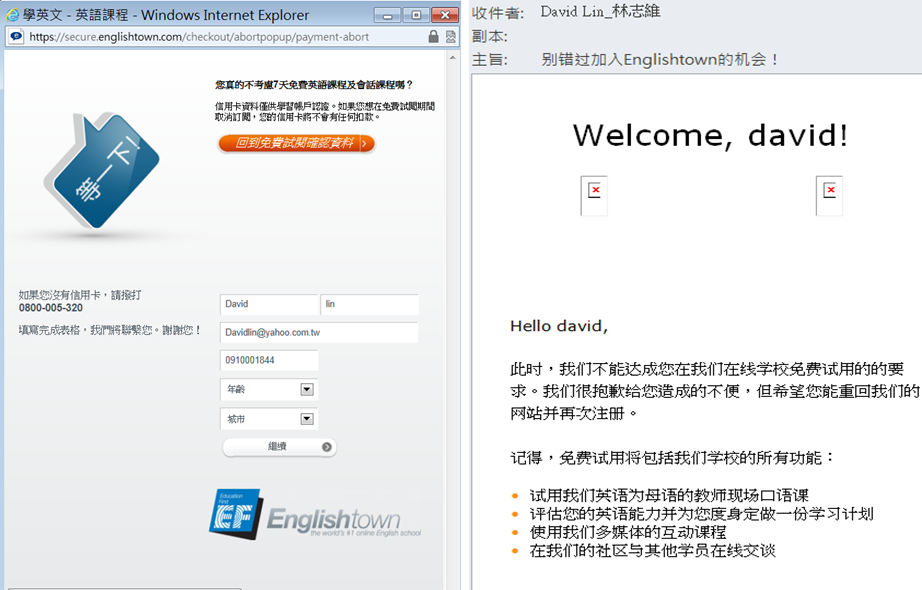 學英文 - 英語課程 - Windows Internet Explorer
https://secure.englishtown.com/checkout/abortpopup/payment-abort
您真的不考慮7天免費英語課程及會話課程嗎？
信用卡資料僅供學習帳戶認證。如果您想在免費試閱期間
取消訂閱，您的信用卡將不會有任何扣款。
回到免費試閱確認資料
等一下!
如果您沒有信用卡，請撥打
0800-005-320
填寫完成表格，我們將聯繫您。謝謝您！
David
lin
Davidlin@yahoo.com.tw
0910001844
年齡
城市
繼續
Education
First
EF
Englishtown
the world's #1 online English school
收件者: David Lin_林志維
副本:
主旨: 别错过加入Englishtown的机会！
Welcome, david!
Hello david,
此时，我们不能达成您在我们在线学校免费试用的的要
求。我们很抱歉给您造成的不便，但希望您能重回我们的
网站并再次注册。
记得，免费试用将包括我们学校的所有功能：
• 试用我们英语为母语的教师现场口语课
• 评估您的英语能力并为您度身定做一份学习计划
• 使用我们多媒体的互动课程
• 在我们的社区与其他学员在线交谈